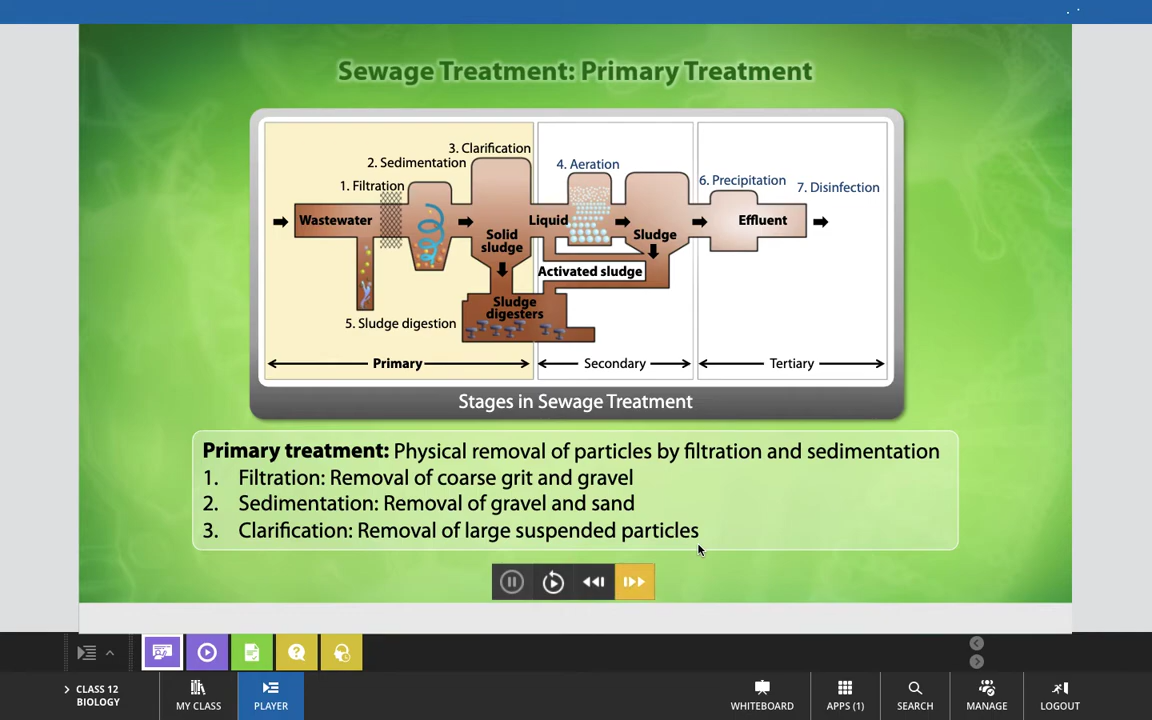 Sewage Treatment: Primary Treatment
3. Clarification
2. Sedimentation
4. Aeration
1. Filtration
6. Precipitation
7. Disinfection
Wastewater
Liquid
Effluent
Solid
sludge
Sludge
Activated sludge
Sludge
digesters
5. Sludge digestion
Primary
Secondary
Tertiary
Stages in Sewage Treatment
Primary treatment: Physical removal of particles by filtration and sedimentation
1. Filtration: Removal of coarse grit and gravel
2. Sedimentation: Removal of gravel and sand
3. Clarification: Removal of large suspended particles
CLASS 12
BIOLOGY
MY CLASS
PLAYER
WHITEBOARD
APPS (1)
SEARCH
MANAGE
LOGOUT